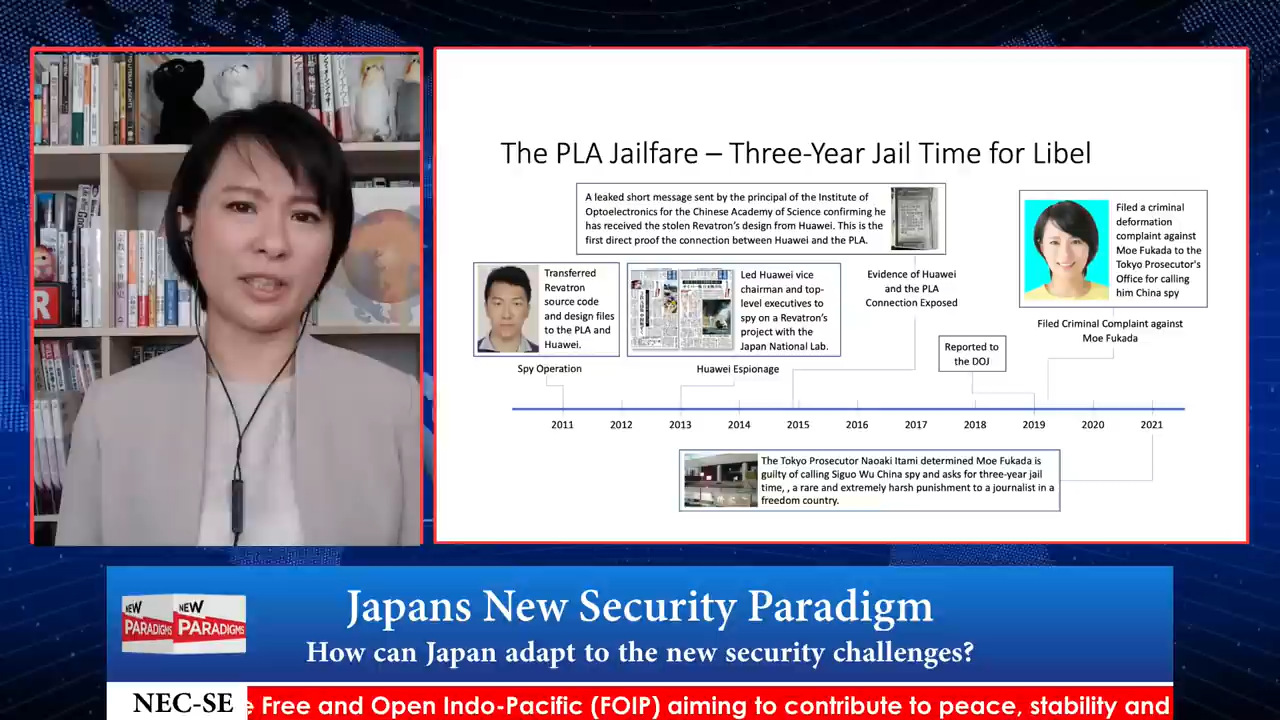 The PLA Jailfare – Three-Year Jail Time for Libel
A leaked short message sent by the principal of the Institute of
Optoelectronics for the Chinese Academy of Science confirming he
has received the stolen Revatron's design from Huawei. This is the
first direct proof the connection between Huawei and the PLA.
Filed a criminal
deformation
complaint against
Moe Fukada to the
Tokyo Prosecutor's
Office for calling
him China spy
Transferred
Revatron
source code
and design files
to the PLA and
Huawei.
Led Huawei vice
chairman and top-
level executives to
spy on a Revatron's
project with the
Japan National Lab.
Evidence of Huawei
and the PLA
Connection Exposed
Filed Criminal Complaint against
Moe Fukada
Reported to
the DOJ
Spy Operation
Huawei Espionage
2011 2012 2013 2014 2015 2016 2017 2018 2019 2020 2021
The Tokyo Prosecutor Naoaki Itami determined Moe Fukada is
guilty of calling Siguo Wu China spy and asks for three-year jail
time, , a rare and extremely harsh punishment to a journalist in a
freedom country.
NEW
PARADIGMS
NEW
PARADIGMS
Japans New Security Paradigm
How can Japan adapt to the new security challenges?
NEC-SE
e Free and Open Indo-Pacific (FOIP) aiming to contribute to peace, stability and